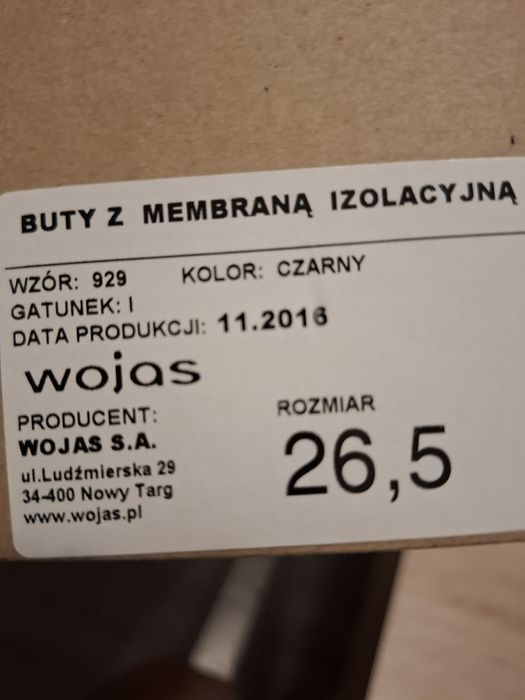 BUTY Z MEMBRANĄ IZOLACYJNĄ
WZÓR: 929 KOLOR: CZARNY
GATUNEK: I
DATA PRODUKCJI: 11.2016
wojas
PRODUCENT:
WOJAS S.A.
ul.Ludźmierska 29
34-400 Nowy Targ
www.wojas.pl
ROZMIAR
26,5